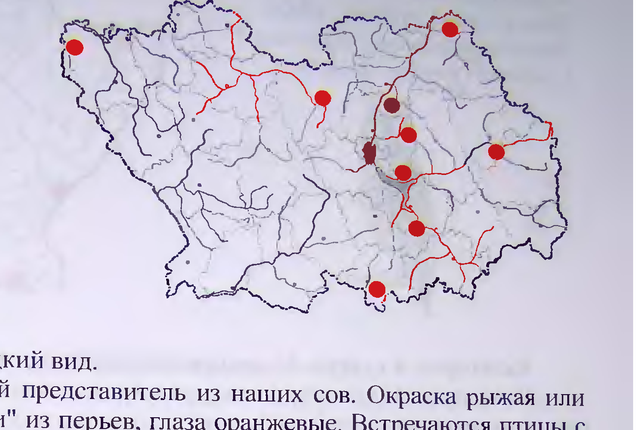 дкий вид.
й представитель из наших сов. Окраска рыжая или
и" из перьев, глаза оранжевые. Встречаются птицы с